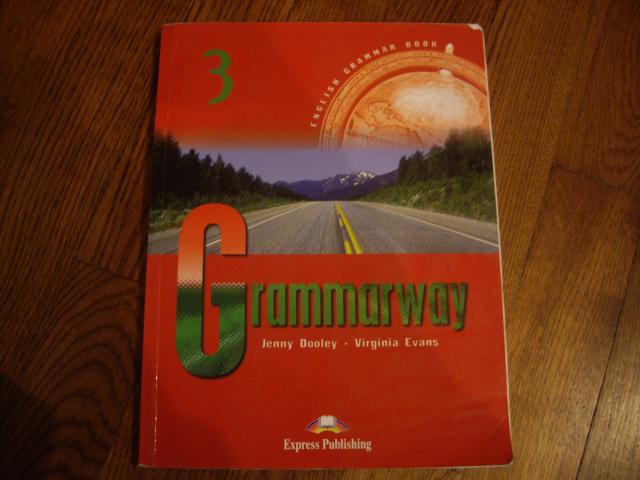 3
ENGLISH GRAMMAR BOOK
Grammarway
Jenny Dooley - Virginia Evans
Express Publishing